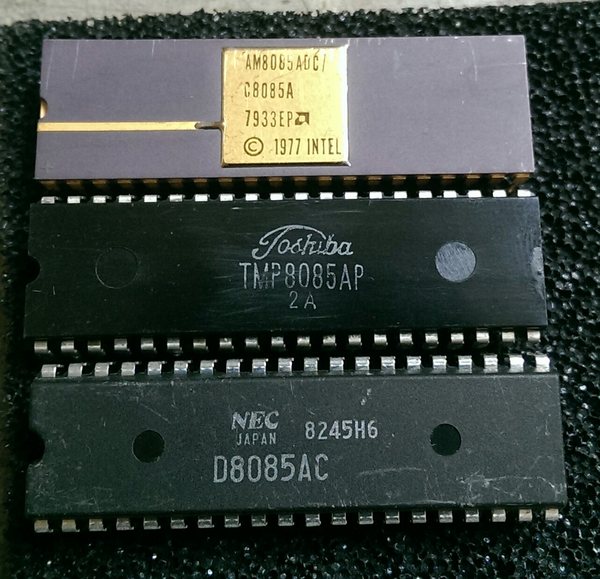 AM8085ADC/
C8085A
7933EP
© 1977 INTEL
Toshiba
TMP8085AP
2A
NEC
JAPAN
8245H6
D8085AC